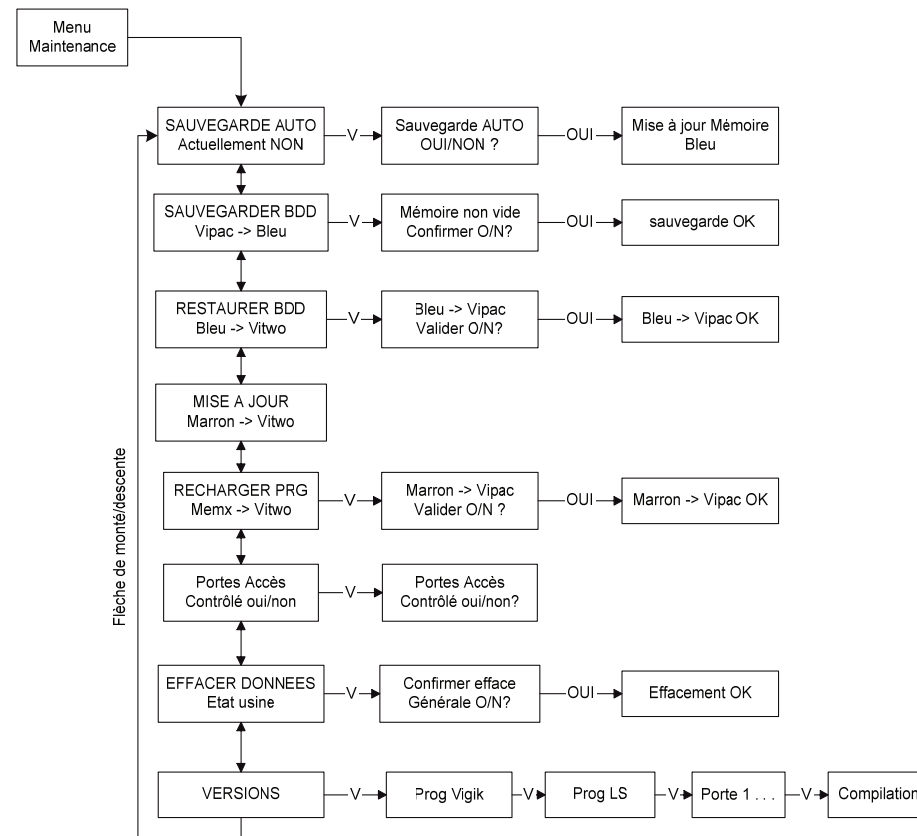 Menu
Maintenance
SAUVEGARDE AUTO
Actuellement NON
V
Sauvegarde AUTO
OUI/NON ?
OUI
Mise à jour Mémoire
Bleu
SAUVEGARDER BDD
Vipac -> Bleu
V
Mémoire non vide
Confirmer O/N?
OUI
sauvegarde OK
RESTAURER BDD
Bleu -> Vitwo
V
Bleu -> Vipac
Valider O/N?
OUI
Bleu -> Vipac OK
MISE A JOUR
Marron -> Vitwo
RECHARGER PRG
Memx -> Vitwo
V
Marron -> Vipac
Valider O/N ?
OUI
Marron -> Vipac OK
Flèche de monté/descente
Portes Accès
Contrôlé oui/non
V
Portes Accès
Contrôlé oui/non?
EFFACER DONNEES
Etat usine
V
Confirmer efface
Générale O/N?
OUI
Effacement OK
VERSIONS
V
Prog Vigik
V
Prog LS
V
Porte 1 . . .
V
Compilation